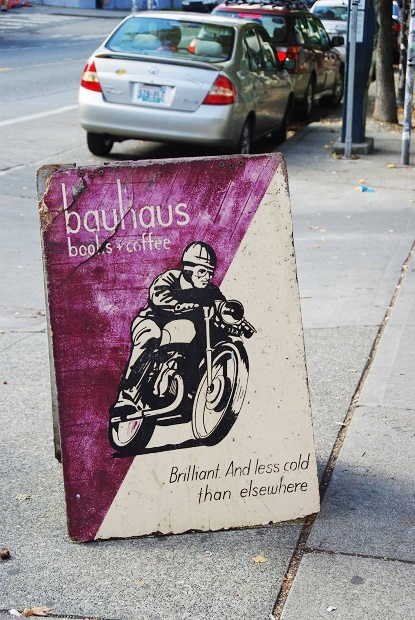 bauhaus
books + coffee
Brilliant. And less cold
than elsewhere